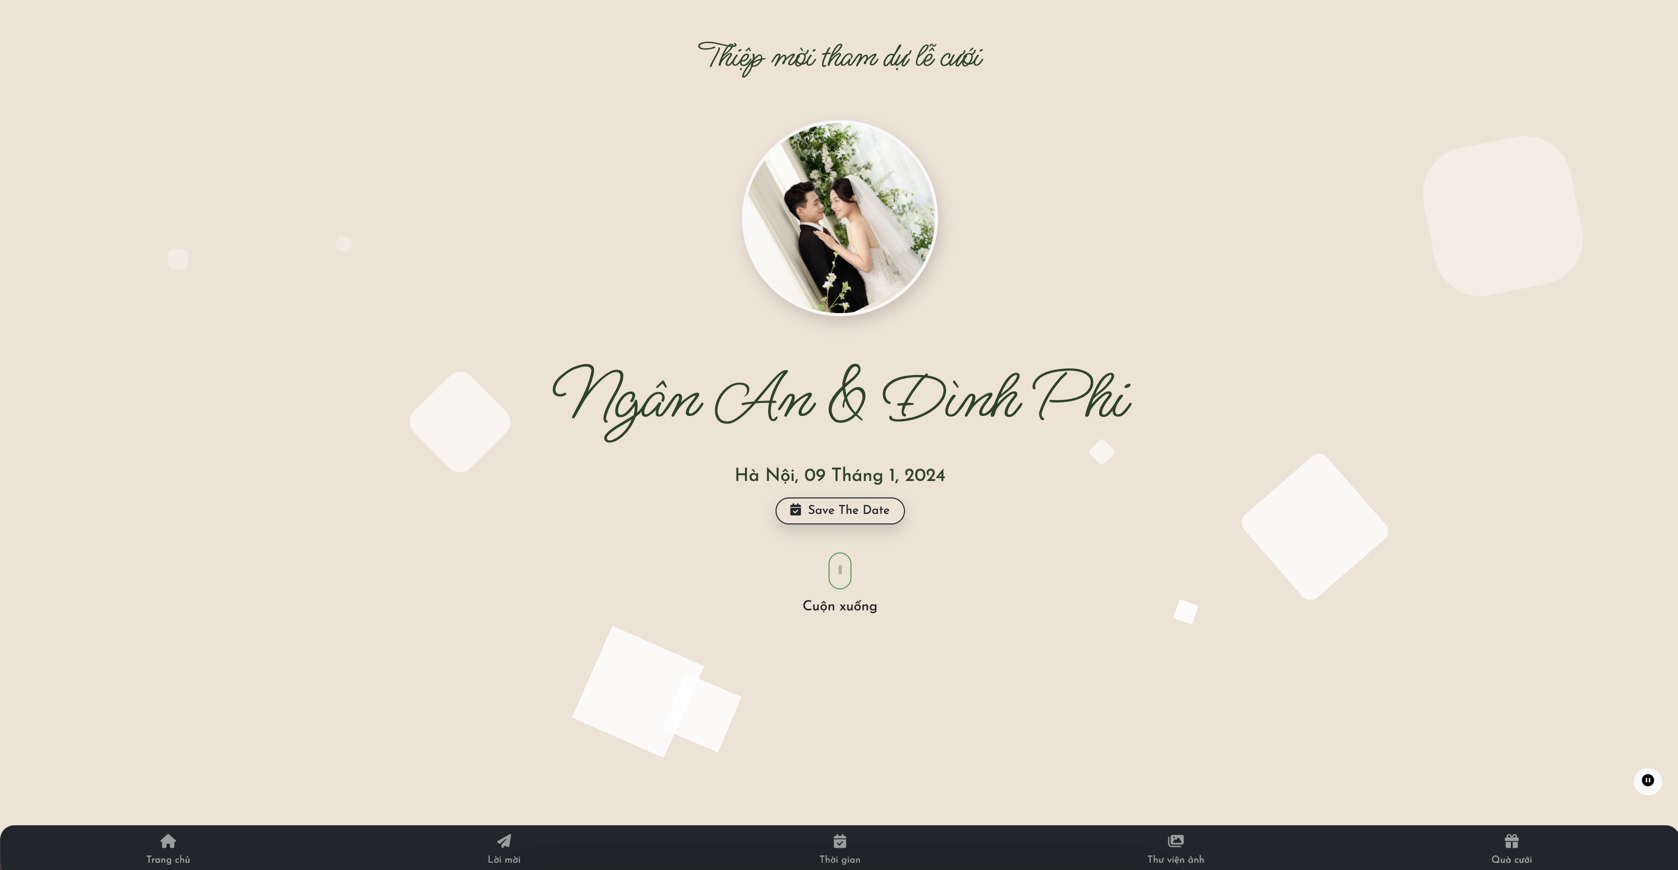 Thiệp mời tham dự lễ cưới
Ngân An & Đình Phi
Hà Nội, 09 Tháng 1, 2024
Save The Date
Cuộn xuống
Trang chủ
Lời mời
Thời gian
Thư viện ảnh
Quà cưới